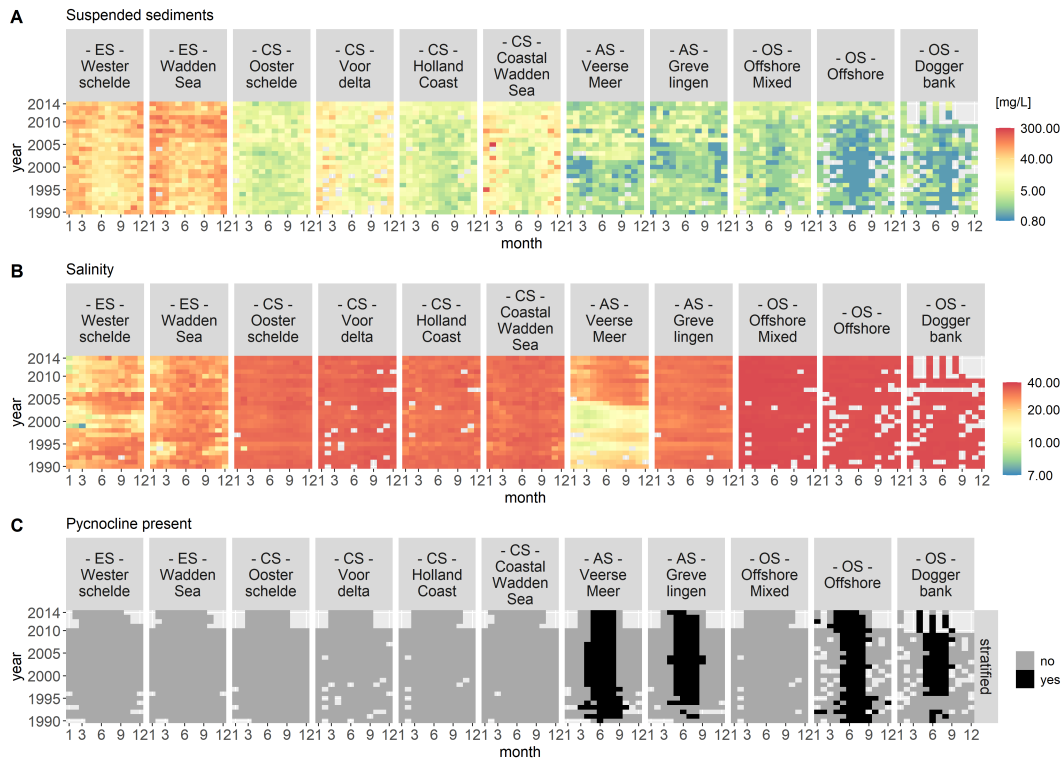 A Suspended sediments
- ES - Wester schelde
- ES - Wadden Sea
- CS - Ooster schelde
- CS - Voor delta
- CS - Holland Coast
- CS - Coastal Wadden Sea
- AS - Veerse Meer
- AS - Greve lingen
- OS - Offshore Mixed
- OS - Offshore
- OS - Dogger bank
year
2014
2010
2005
2000
1995
1990
1 3 6 9 121 3 6 9 121 3 6 9 121 3 6 9 121 3 6 9 121 3 6 9 121 3 6 9 121 3 6 9 121 3 6 9 121 3 6 9 121 3 6 9 12
month
[mg/L]
300.00
40.00
5.00
0.80
B Salinity
- ES - Wester schelde
- ES - Wadden Sea
- CS - Ooster schelde
- CS - Voor delta
- CS - Holland Coast
- CS - Coastal Wadden Sea
- AS - Veerse Meer
- AS - Greve lingen
- OS - Offshore Mixed
- OS - Offshore
- OS - Dogger bank
year
2014
2010
2005
2000
1995
1990
1 3 6 9 121 3 6 9 121 3 6 9 121 3 6 9 121 3 6 9 121 3 6 9 121 3 6 9 121 3 6 9 121 3 6 9 121 3 6 9 121 3 6 9 12
month
40.00
20.00
10.00
7.00
C Pycnocline present
- ES - Wester schelde
- ES - Wadden Sea
- CS - Ooster schelde
- CS - Voor delta
- CS - Holland Coast
- CS - Coastal Wadden Sea
- AS - Veerse Meer
- AS - Greve lingen
- OS - Offshore Mixed
- OS - Offshore
- OS - Dogger bank
year
2014
2010
2005
2000
1995
1990
stratified
1 3 6 9 121 3 6 9 121 3 6 9 121 3 6 9 121 3 6 9 121 3 6 9 121 3 6 9 121 3 6 9 121 3 6 9 121 3 6 9 121 3 6 9 12
month
no
yes